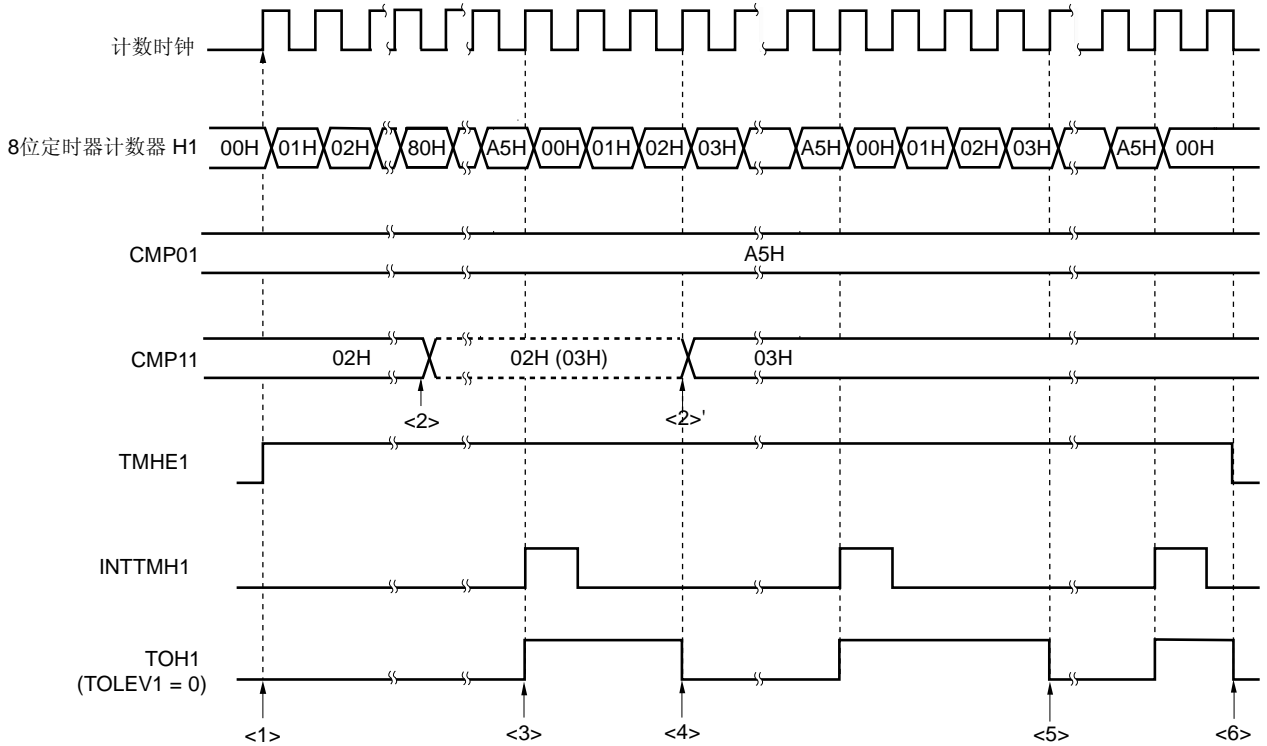 计数时钟
8位定时器计数器 H1 00H 01H 02H 80H A5H 00H 01H 02H 03H A5H 00H 01H 02H 03H A5H 00H
CMP01 A5H
CMP11 02H 02H (03H) 03H
<2> <2>'
TMHE1
INTTMH1
TOH1
(TOLEV1 = 0)
<1> <3> <4> <5> <6>